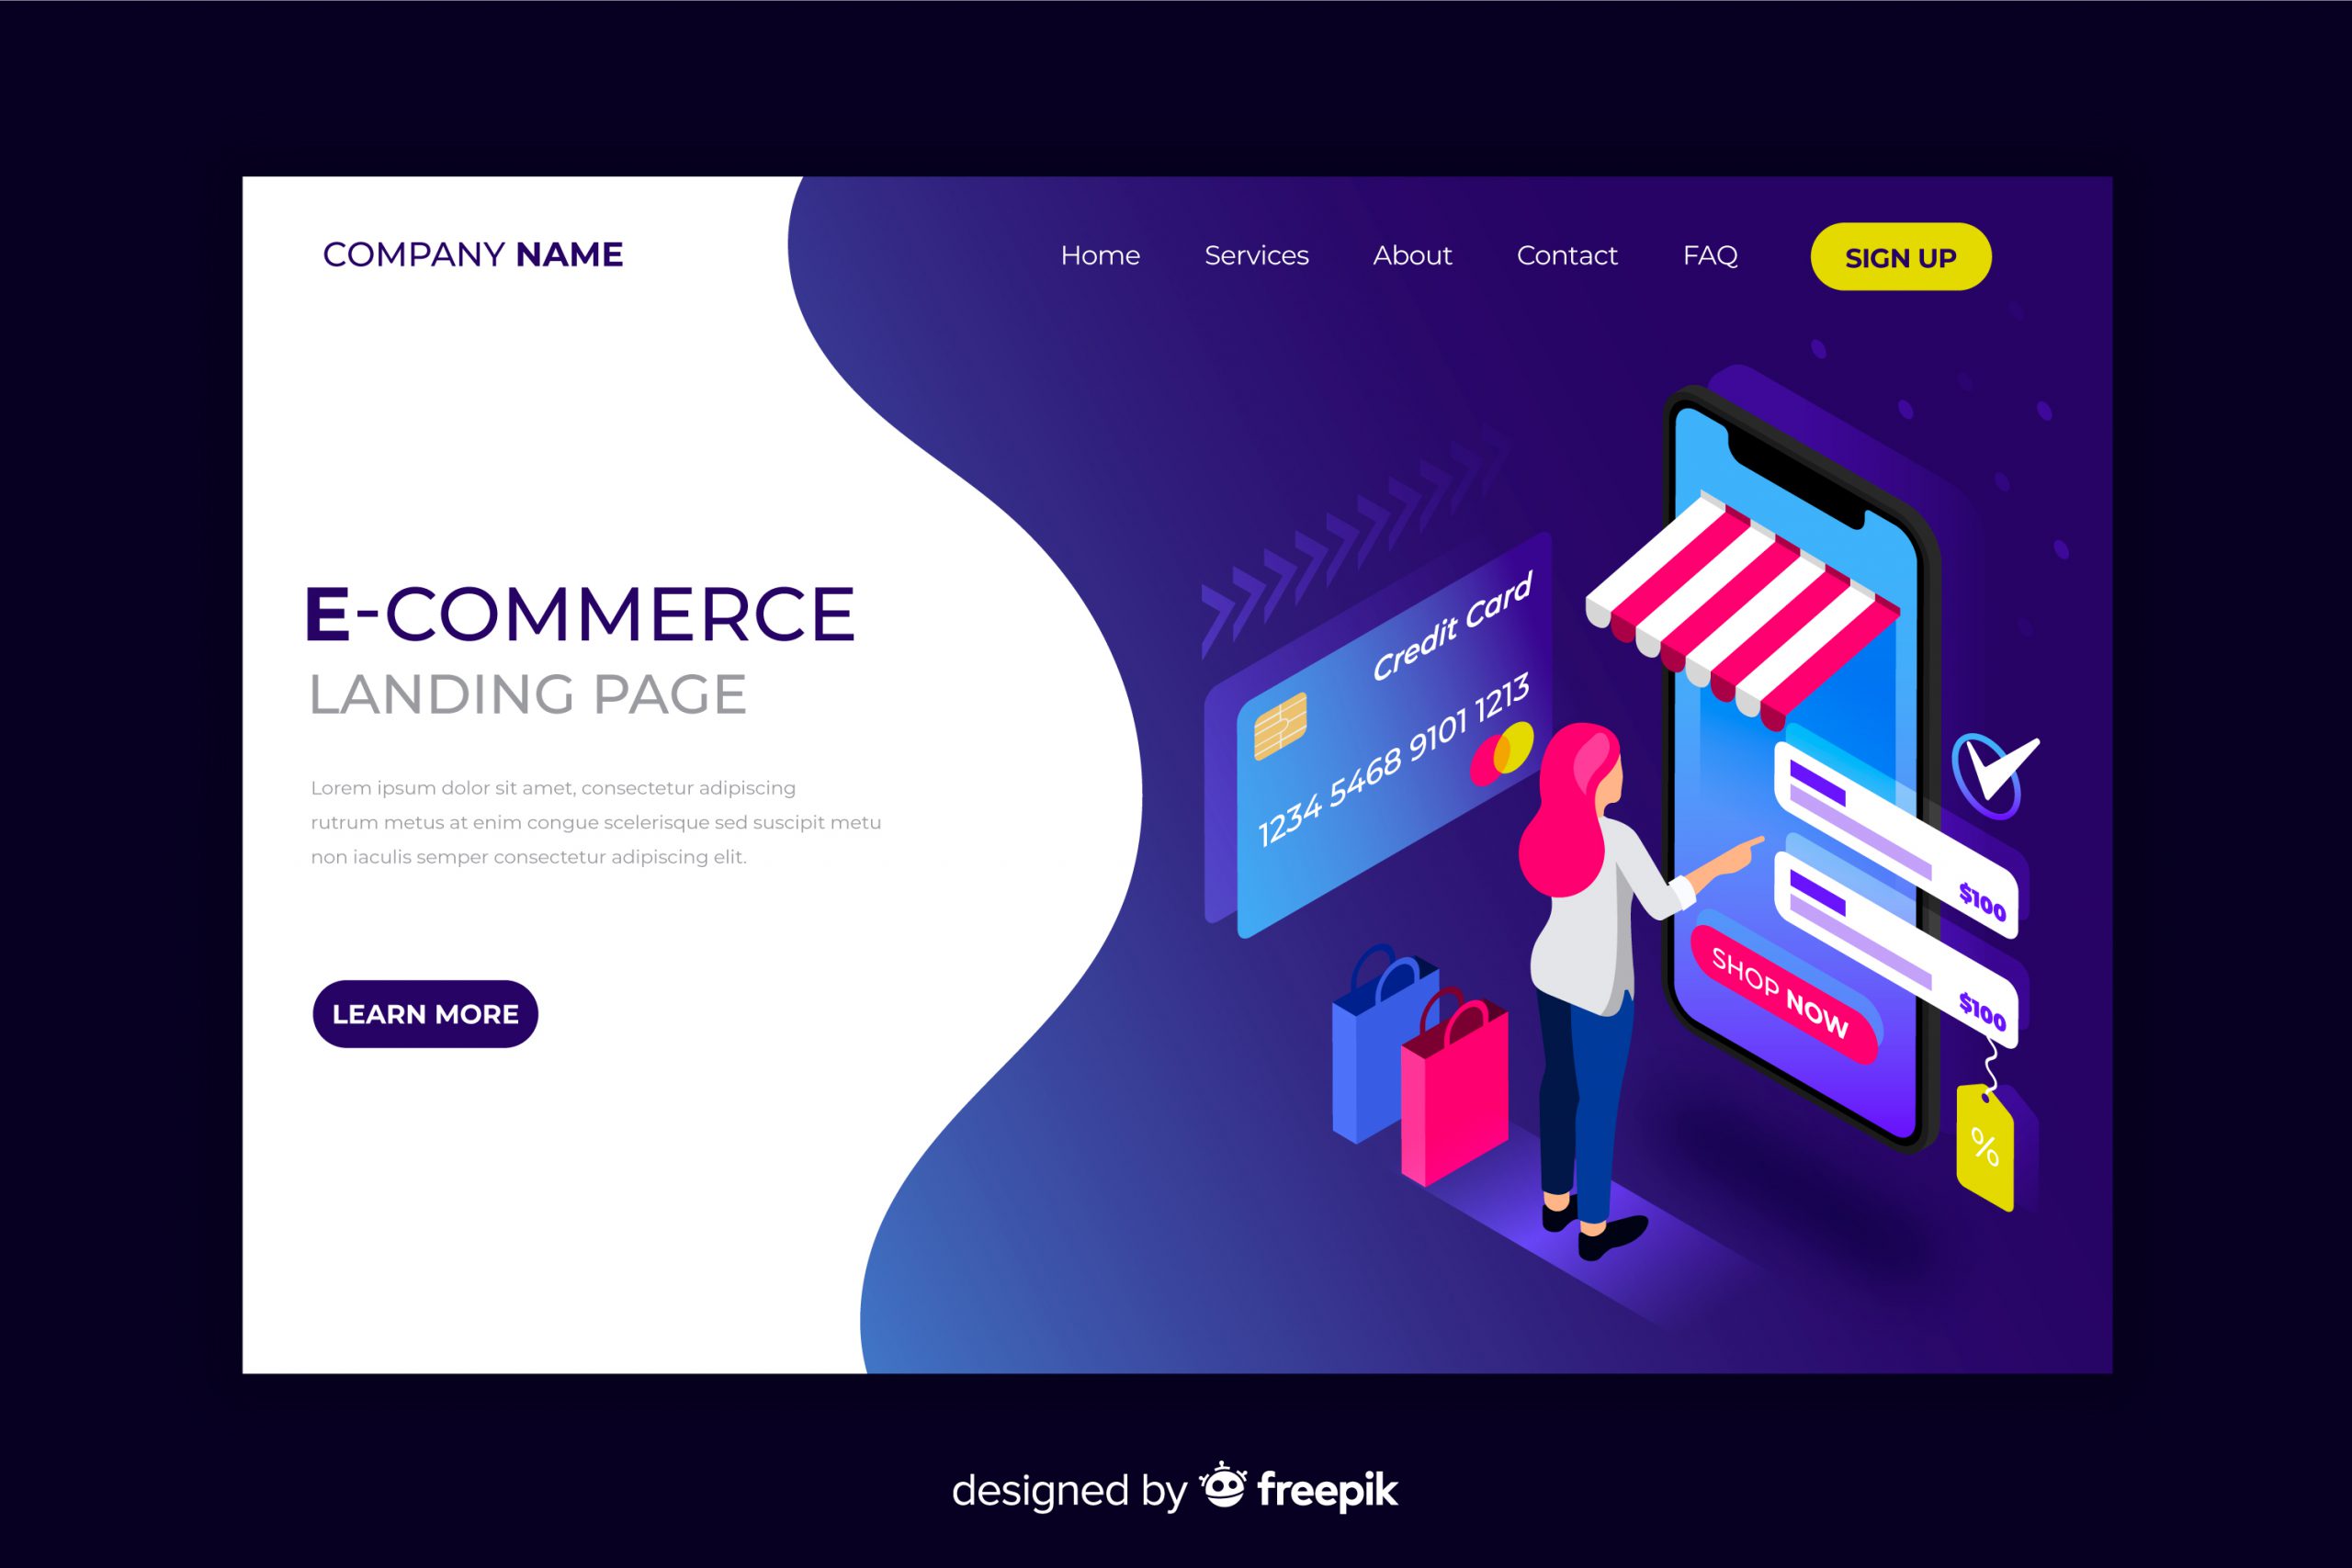 COMPANY NAME
Home Services About Contact FAQ SIGN UP
E-COMMERCE
LANDING PAGE
Lorem ipsum dolor sit amet, consectetur adipiscing
rutrum metus at enim congue scelerisque sed suscipit metu
non iaculis semper consectetur adipiscing elit.
LEARN MORE
Credit Card
1234 5468 9101 1213
$100
$100
SHOP NOW
%
designed by freepik